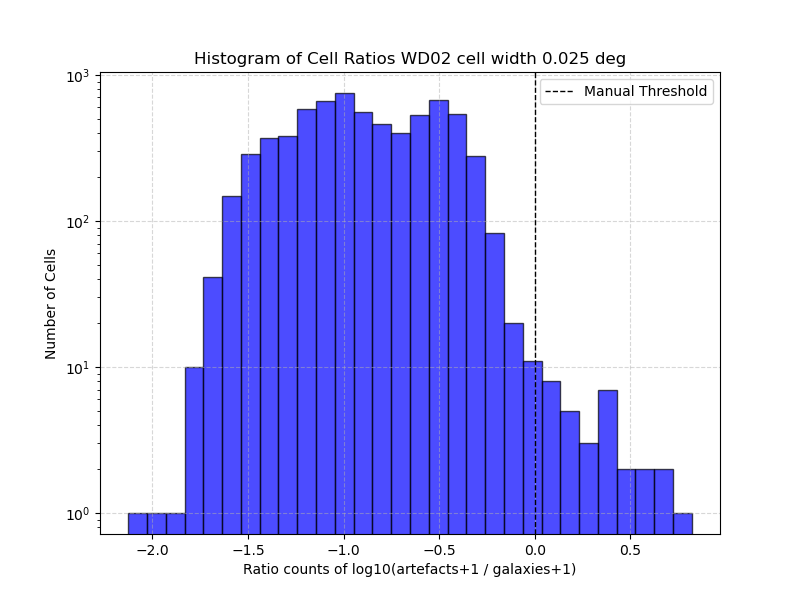 Histogram of Cell Ratios WD02 cell width 0.025 deg
Manual Threshold
10³
10²
10¹
10⁰
Number of Cells
−2.0 −1.5 −1.0 −0.5 0.0 0.5
Ratio counts of log10(artefacts+1 / galaxies+1)